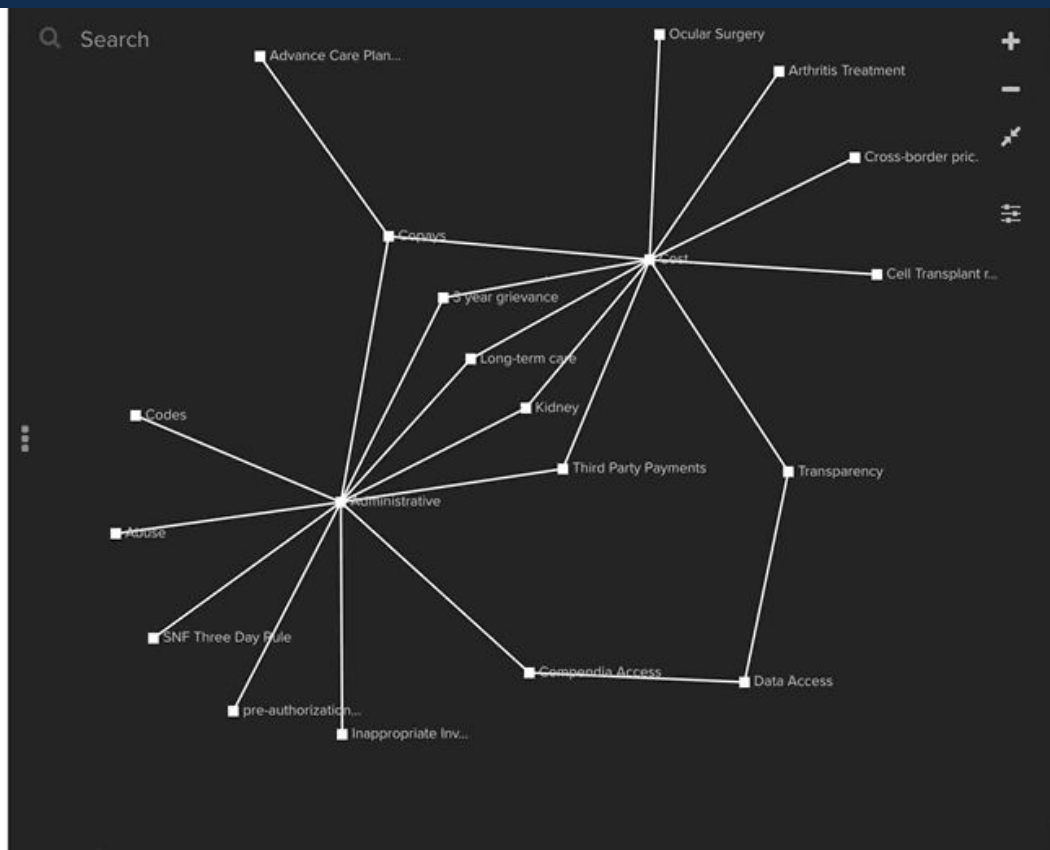 Search
Ocular Surgery
Advance Care Plan...
Arthritis Treatment
Cross-border pric.
Copays
Cost
Cell Transplant r...
3 year grievance
Long-term care
Kidney
Codes
Third Party Payments
Transparency
Administrative
Abuse
SNF Three Day Rule
Compendia Access
Data Access
pre-authorization...
Inappropriate Inv...